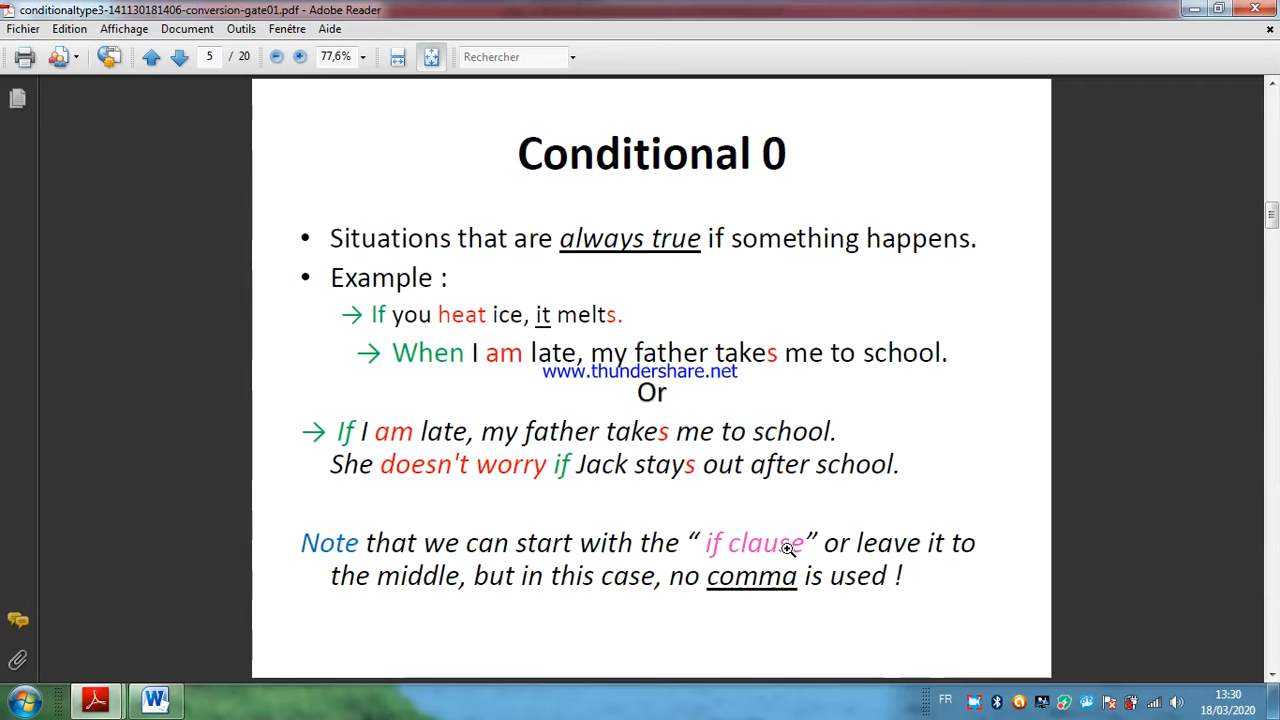 conditionaltype3-141130181406-conversion-gate01.pdf - Adobe Reader
Fichier Edition Affichage Document Outils Fenêtre Aide
5 / 20 77,6% Rechercher
Conditional 0
• Situations that are always true if something happens.
• Example :
→ If you heat ice, it melts.
→ When I am late, my father takes me to school.
www.thundershare.net
Or
→ If I am late, my father takes me to school.
She doesn't worry if Jack stays out after school.
Note that we can start with the “ if clause” or leave it to
the middle, but in this case, no comma is used !
FR 13:30
18/03/2020